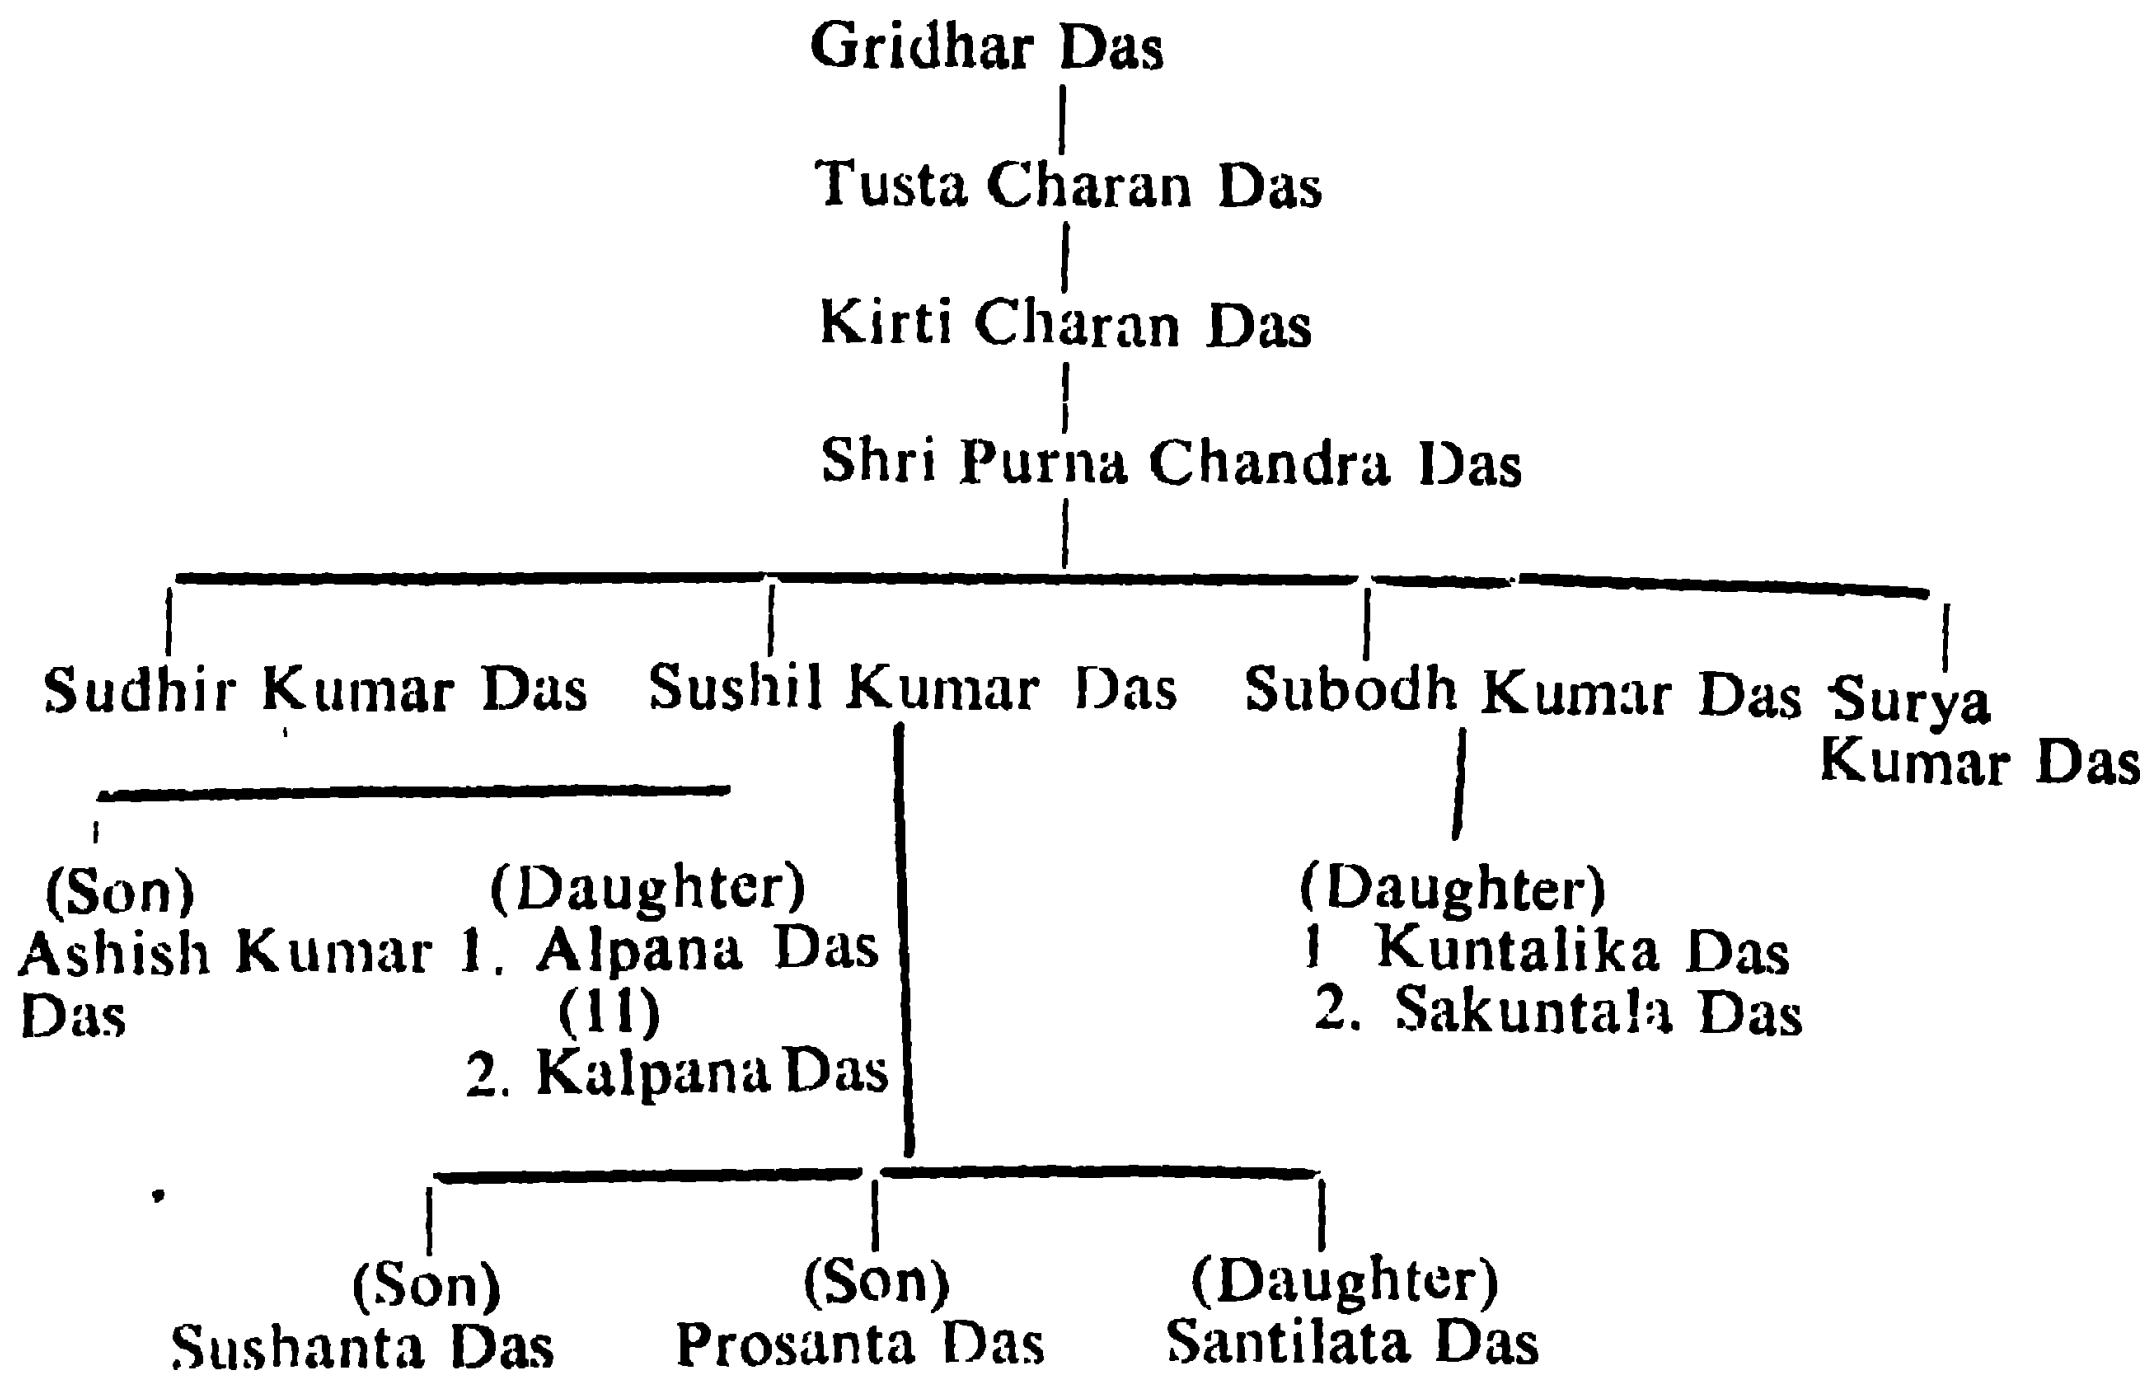 Gridhar Das
Tusta Charan Das
Kirti Charan Das
Shri Purna Chandra Das
Sudhir Kumar Das Sushil Kumar Das Subodh Kumar Das Surya
Kumar Das
(Son) (Daughter) (Daughter)
Ashish Kumar 1. Alpana Das 1 Kuntalika Das
Das (11) 2. Sakuntala Das
2. Kalpana Das
(Son) (Son) (Daughter)
Sushanta Das Prosanta Das Santilata Das